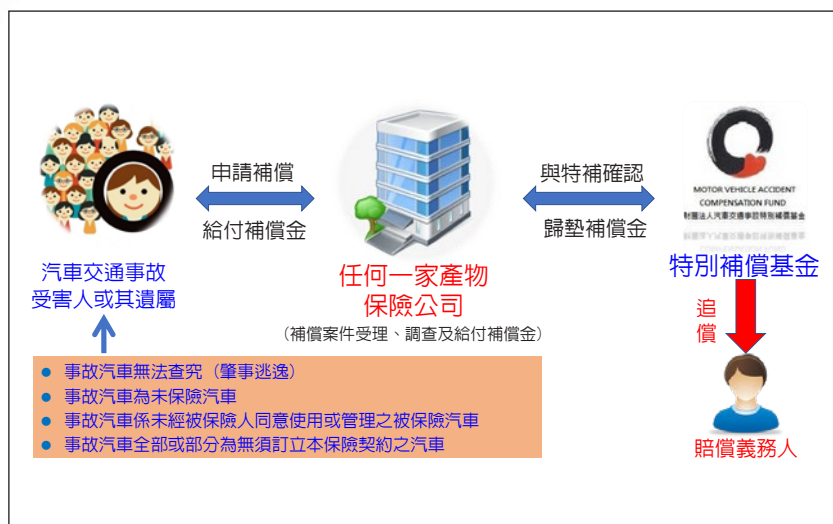 申請補償
給付補償金
與特補確認
歸墊補償金
MOTOR VEHICLE ACCIDENT
COMPENSATION FUND
財團法人汽車交通事故特別補償基金
汽車交通事故
受害人或其遺屬
任何一家產物
保險公司
（補償案件受理、調查及給付補償金）
特別補償基金
追
償
賠償義務人
● 事故汽車無法查究（肇事逃逸）
● 事故汽車為未保險汽車
● 事故汽車係未經被保險人同意使用或管理之被保險汽車
● 事故汽車全部或部分為無須訂立本保險契約之汽車